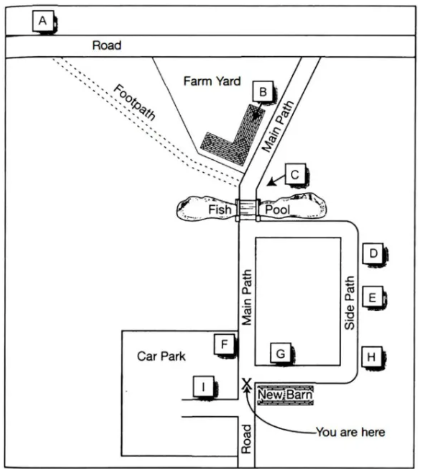 A
Road
Farm Yard
B
Footpath
Main Path
C
Fish
Pool
D
Main Path
Side Path
E
F
G
H
Car Park
I
X
New Barn
You are here
Road